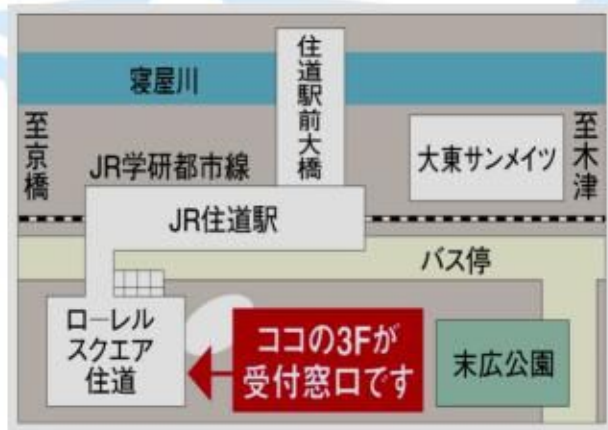 住道駅前大橋
寝屋川
至京橋
至木津
大東サンメイツ
JR学研都市線
JR住道駅
バス停
ローレル
スクエア
住道
ココの3Fが
受付窓口です
末広公園